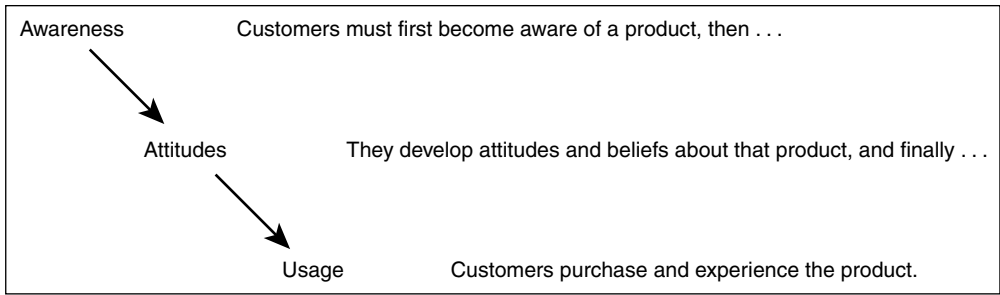 Awareness Customers must first become aware of a product, then . . .
Attitudes They develop attitudes and beliefs about that product, and finally . . .
Usage Customers purchase and experience the product.